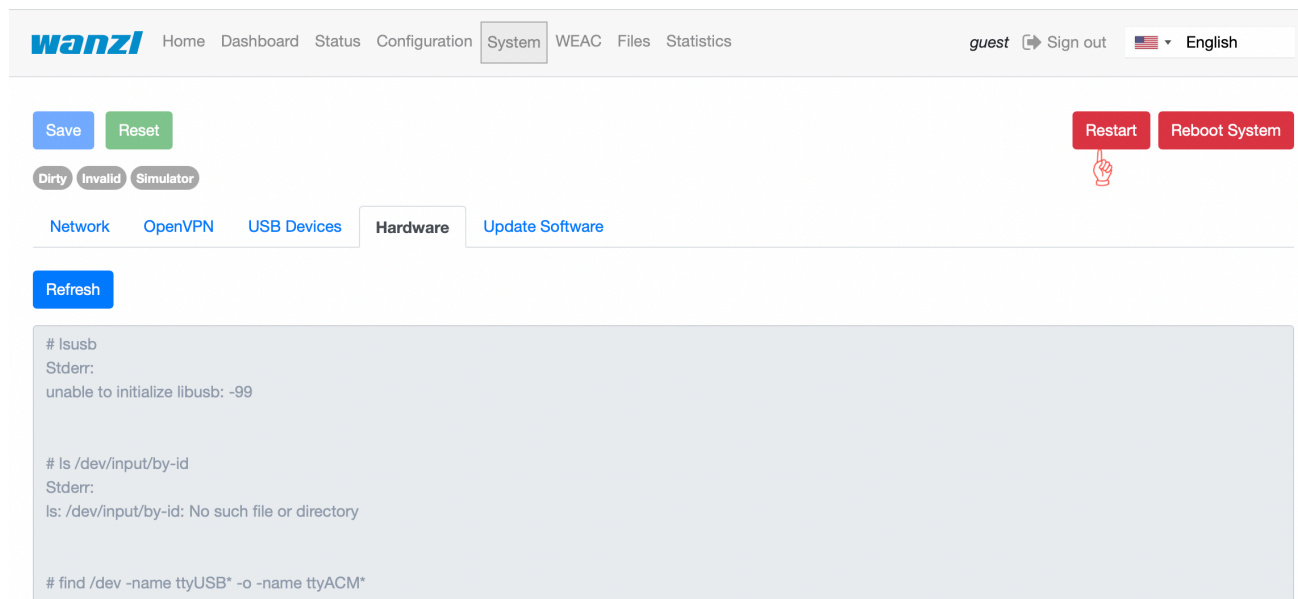 wanzl Home Dashboard Status Configuration System WEAC Files Statistics guest Sign out English
Save Reset Restart Reboot System
Dirty Invalid Simulator
Network OpenVPN USB Devices Hardware Update Software
Refresh
# lsusb
Stderr:
unable to initialize libusb: -99
# ls /dev/input/by-id
Stderr:
ls: /dev/input/by-id: No such file or directory
# find /dev -name ttyUSB* -o -name ttyACM*